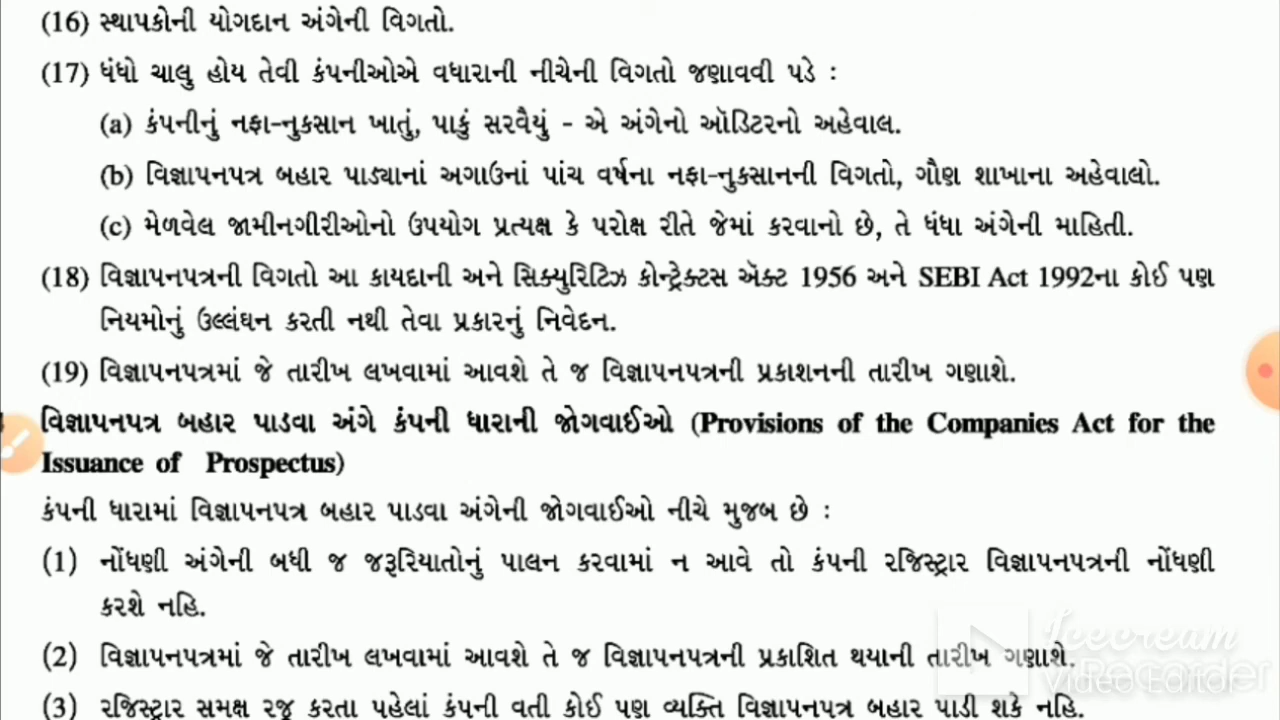 (16) સ્થાપકોની યોગદાન અંગેની વિગતો.
(17) ધંધો ચાલુ હોય તેવી કંપનીઓએ વધારાની નીચેની વિગતો જણાવવી પડે :
(a) કંપનીનું નફા-નુકસાન ખાતું, પાકું સરવૈયું - એ અંગેનો ઑડિટરનો અહેવાલ.
(b) વિજ્ઞાપનપત્ર બહાર પાડ્યાનાં અગાઉનાં પાંચ વર્ષના નફા-નુકસાનની વિગતો, ગૌણ શાખાના અહેવાલો.
(c) મેળવેલ જામીનગીરીઓનો ઉપયોગ પ્રત્યક્ષ કે પરોક્ષ રીતે જેમાં કરવાનો છે, તે ધંધા અંગેની માહિતી.
(18) વિજ્ઞાપનપત્રની વિગતો આ કાયદાની અને સિક્યુરિટિઝ કોન્ટ્રેક્ટસ ઍક્ટ 1956 અને SEBI Act 1992ના કોઈ પણ
નિયમોનું ઉલ્લંઘન કરતી નથી તેવા પ્રકારનું નિવેદન.
(19) વિજ્ઞાપનપત્રમાં જે તારીખ લખવામાં આવશે તે જ વિજ્ઞાપનપત્રની પ્રકાશનની તારીખ ગણાશે.
વિજ્ઞાપનપત્ર બહાર પાડવા અંગે કંપની ધારાની જોગવાઈઓ (Provisions of the Companies Act for the
Issuance of Prospectus)
કંપની ધારામાં વિજ્ઞાપનપત્ર બહાર પાડવા અંગેની જોગવાઈઓ નીચે મુજબ છે :
(1) નોંધણી અંગેની બધી જ જરૂરિયાતોનું પાલન કરવામાં ન આવે તો કંપની રજિસ્ટ્રાર વિજ્ઞાપનપત્રની નોંધણી
કરશે નહિ.
(2) વિજ્ઞાપનપત્રમાં જે તારીખ લખવામાં આવશે તે જ વિજ્ઞાપનપત્રની પ્રકાશિત થયાની તારીખ ગણાશે.
(3) રજિસ્ટ્રાર સમક્ષ રજૂ કરતા પહેલાં કંપની વતી કોઈ પણ વ્યક્તિ વિજ્ઞાપનપત્ર બહાર પાડી શકે નહિ.
Icecream
Recorder
Video Editor